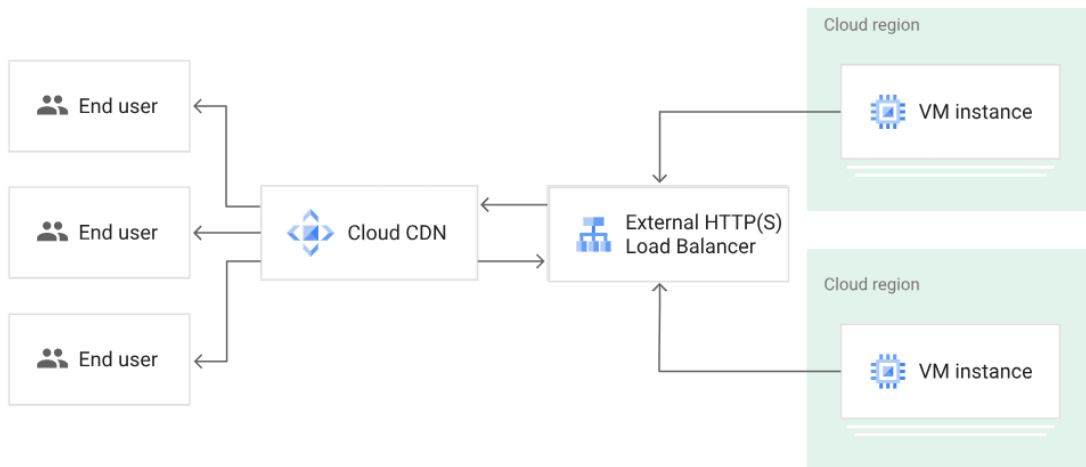 Cloud region
VM instance
End user
End user
End user
Cloud CDN
External HTTP(S)
Load Balancer
Cloud region
VM instance